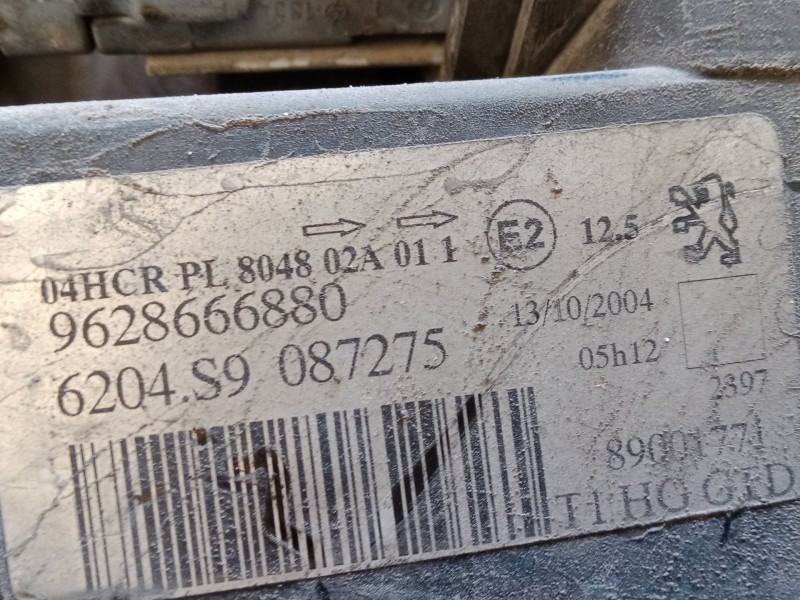 04HCR PL 8048 02A 01 1 E2 12.5
9628666880 13/10/2004
6204.S9 087275 05h12
2397
89001771
T1 HG GTD